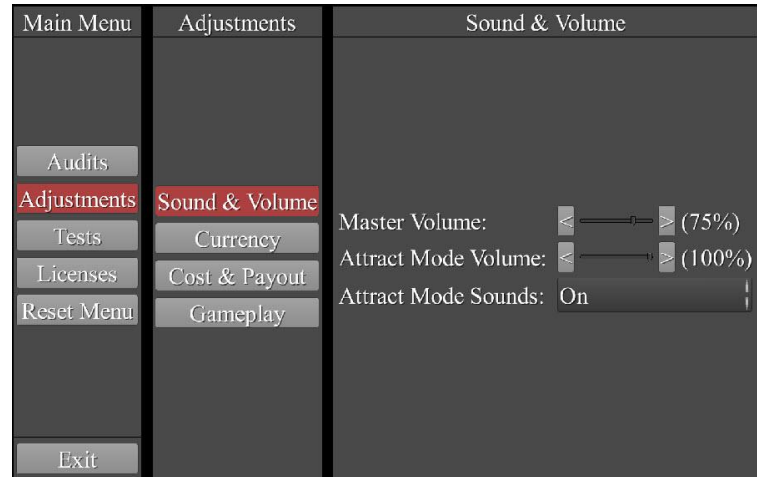 Main Menu
Adjustments
Sound & Volume
Audits
Adjustments
Tests
Licenses
Reset Menu
Exit
Sound & Volume
Currency
Cost & Payout
Gameplay
Master Volume: < > (75%)
Attract Mode Volume: < > (100%)
Attract Mode Sounds: On